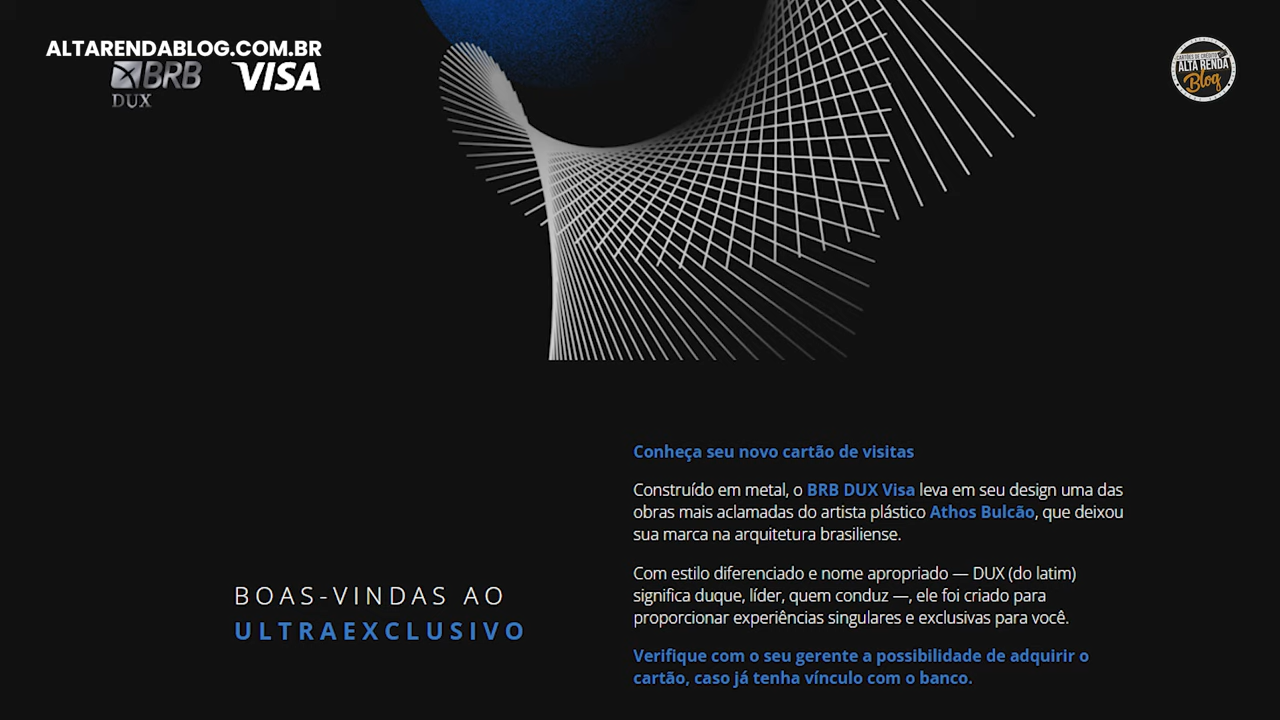 ALTARENDABLOG.COM.BR
BRB
VISA
DUX
CARTÕES DE CRÉDITO
ALTA RENDA
Blog
Conheça seu novo cartão de visitas
Construído em metal, o BRB DUX Visa leva em seu design uma das
obras mais aclamadas do artista plástico Athos Bulcão, que deixou
sua marca na arquitetura brasiliense.
Com estilo diferenciado e nome apropriado — DUX (do latim)
significa duque, líder, quem conduz —, ele foi criado para
proporcionar experiências singulares e exclusivas para você.
Verifique com o seu gerente a possibilidade de adquirir o
cartão, caso já tenha vínculo com o banco.
BOAS-VINDAS AO
ULTRAEXCLUSIVO